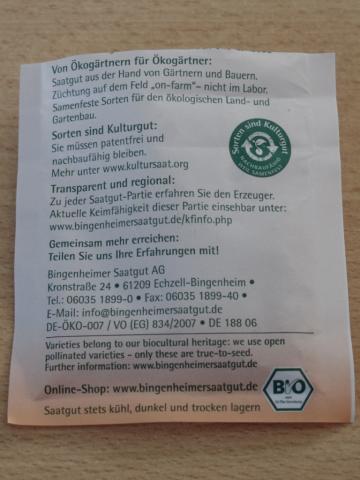 Von Ökogärtnern für Ökogärtner:
Saatgut aus der Hand von Gärtnern und Bauern.
Züchtung auf dem Feld „on-farm"– nicht im Labor.
Samenfeste Sorten für den ökologischen Land- und
Gartenbau.
Sorten sind Kulturgut:
Sie müssen patentfrei und
nachbaufähig bleiben.
Mehr unter www.kultursaat.org
Sorten sind Kulturgut
NACHBAUFÄHIG
WEIL SAMENFEST
Transparent und regional:
Zu jeder Saatgut-Partie erfahren Sie den Erzeuger.
Aktuelle Keimfähigkeit dieser Partie einsehbar unter:
www.bingenheimersaatgut.de/kfinfo.php
Gemeinsam mehr erreichen:
Teilen Sie uns Ihre Erfahrungen mit!
Bingenheimer Saatgut AG
Kronstraße 24 • 61209 Echzell-Bingenheim •
Tel.: 06035 1899-0 • Fax: 06035 1899-40 •
E-Mail: info@bingenheimersaatgut.de
DE-ÖKO-007 / VO (EG) 834/2007 • DE 188 06
Varieties belong to our biocultural heritage: we use open
pollinated varieties – only these are true-to-seed.
Further information: www.bingenheimersaatgut.de
Online-Shop: www.bingenheimersaatgut.de
BIO
Saatgut stets kühl, dunkel und trocken lagern